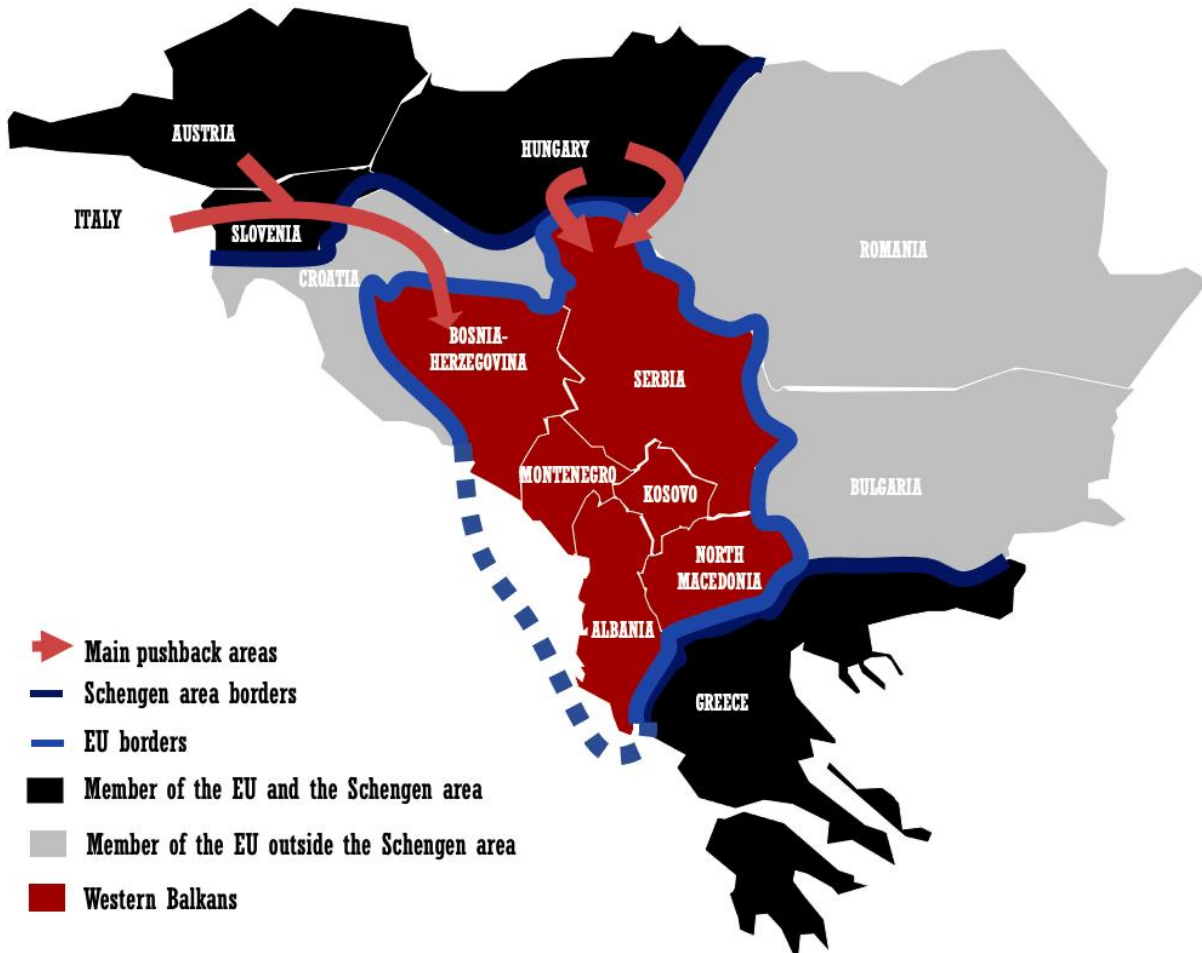 AUSTRIA
HUNGARY
ITALY
SLOVENIA
CROATIA
ROMANIA
BOSNIA-
HERZEGOVINA
SERBIA
MONTENEGRO
KOSOVO
BULGARIA
NORTH
MACEDONIA
ALBANIA
GREECE
Main pushback areas
Schengen area borders
EU borders
Member of the EU and the Schengen area
Member of the EU outside the Schengen area
Western Balkans